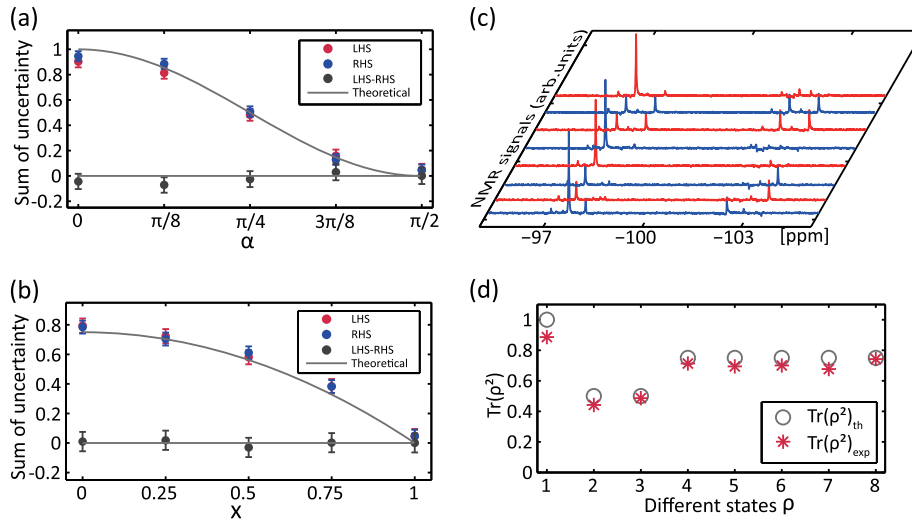 (a)
Sum of uncertainty
1
0.8
0.6
0.4
0.2
0
-0.2
LHS
RHS
LHS-RHS
Theoretical
0
π/8
π/4
3π/8
π/2
α
(b)
Sum of uncertainty
0.8
0.6
0.4
0.2
0
-0.2
LHS
RHS
LHS-RHS
Theoretical
0
0.25
0.5
0.75
1
X
(c)
NMR signals (arb.units)
−97
−100
−103
[ppm]
(d)
Tr(ρ²)
1
0.8
0.6
0.4
0.2
0
Tr(ρ²)th
Tr(ρ²)exp
1
2
3
4
5
6
7
8
Different states ρ